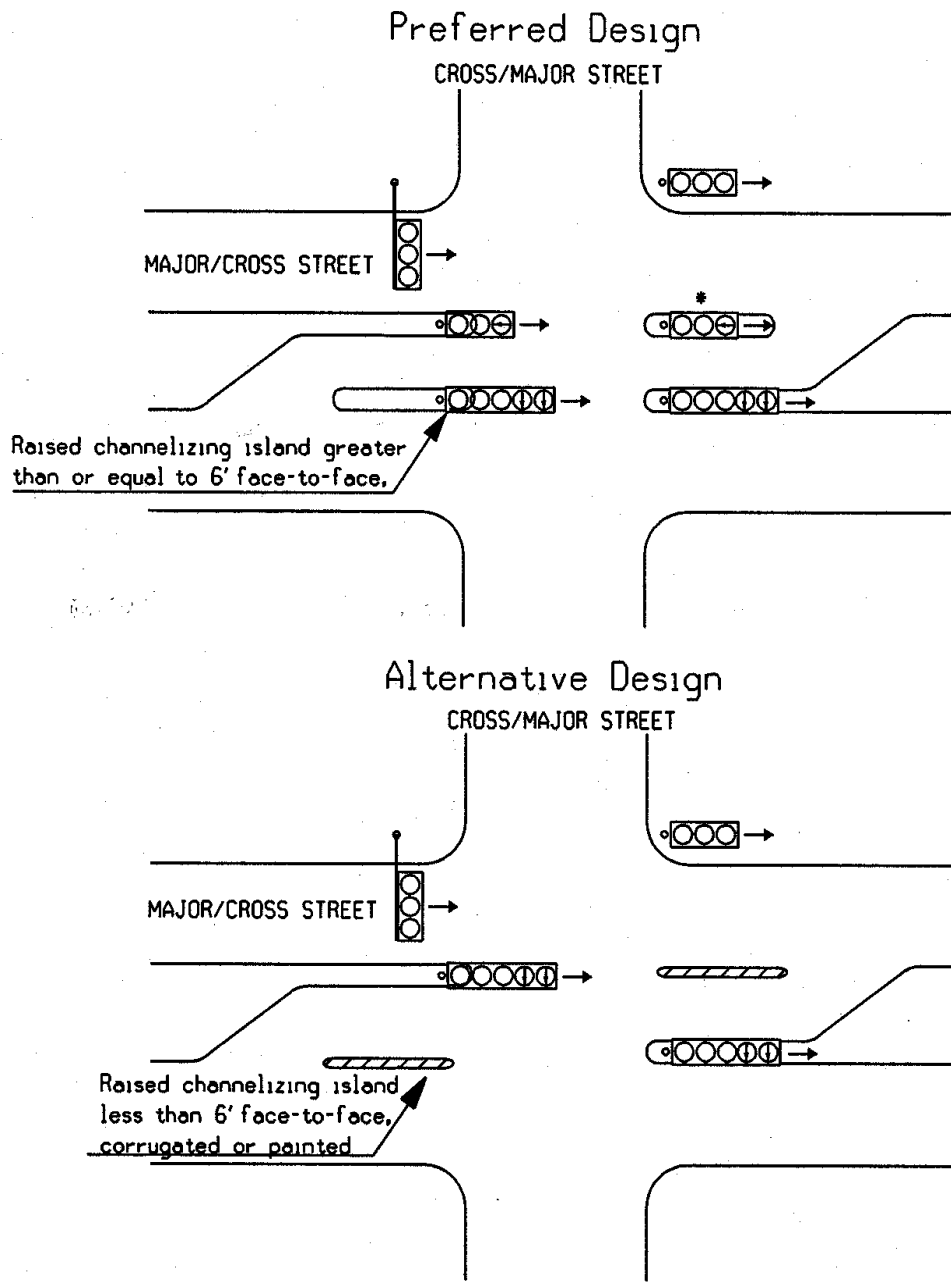 Preferred Design
CROSS/MAJOR STREET
MAJOR/CROSS STREET
*
Raised channelizing island greater
than or equal to 6' face-to-face,
Alternative Design
CROSS/MAJOR STREET
MAJOR/CROSS STREET
Raised channelizing island
less than 6' face-to-face,
corrugated or painted